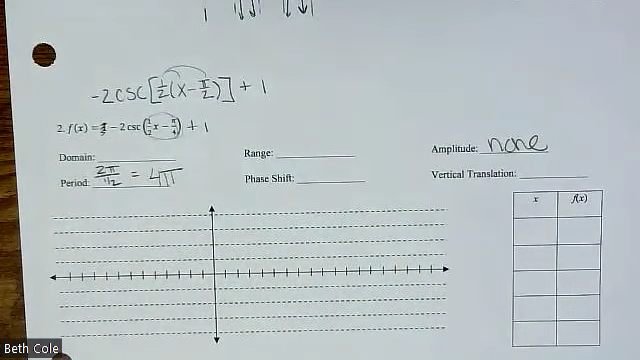 -2csc[½(x-π/2)]+1
2. f(x) = - 2 csc(½x - π/4) + 1
Domain:
Range:
Amplitude: none
Period: 2π/½ = 4π
Phase Shift:
Vertical Translation:
x f(x)
Beth Cole